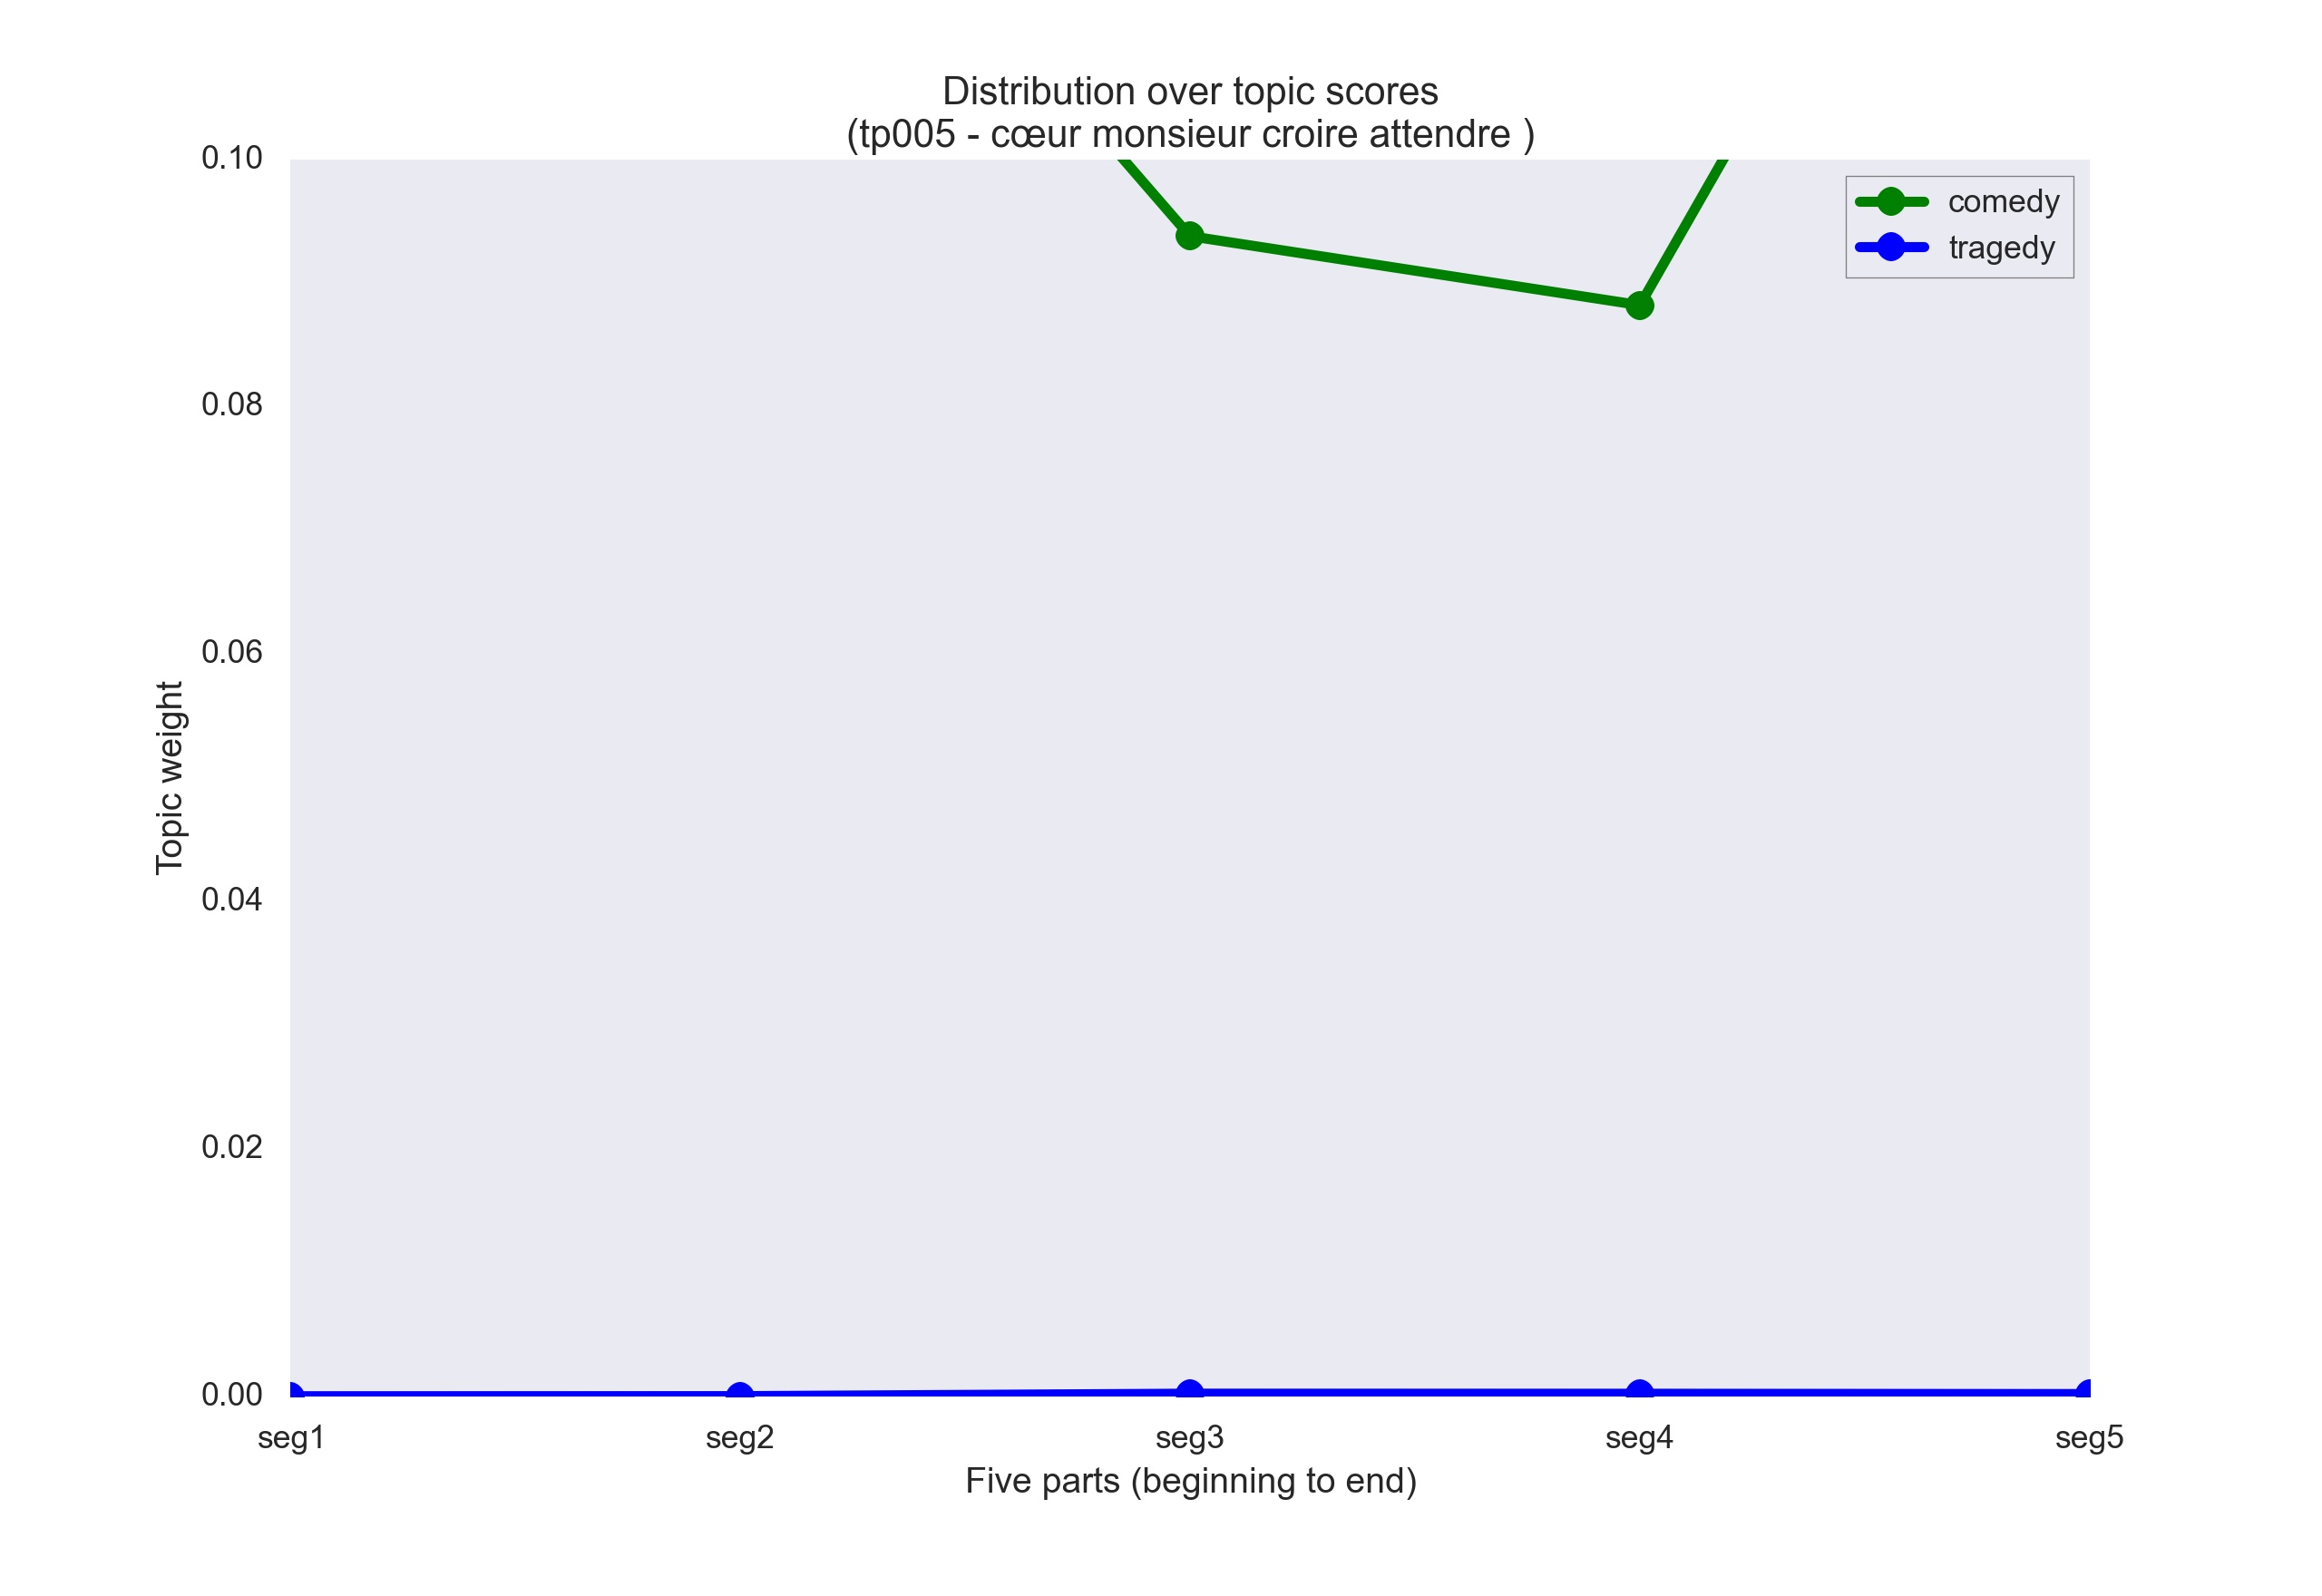 Distribution over topic scores
(tp005 - cœur monsieur croire attendre )
0.10
0.08
0.06
0.04
0.02
0.00
Topic weight
comedy
tragedy
seg1 seg2 seg3 seg4 seg5
Five parts (beginning to end)